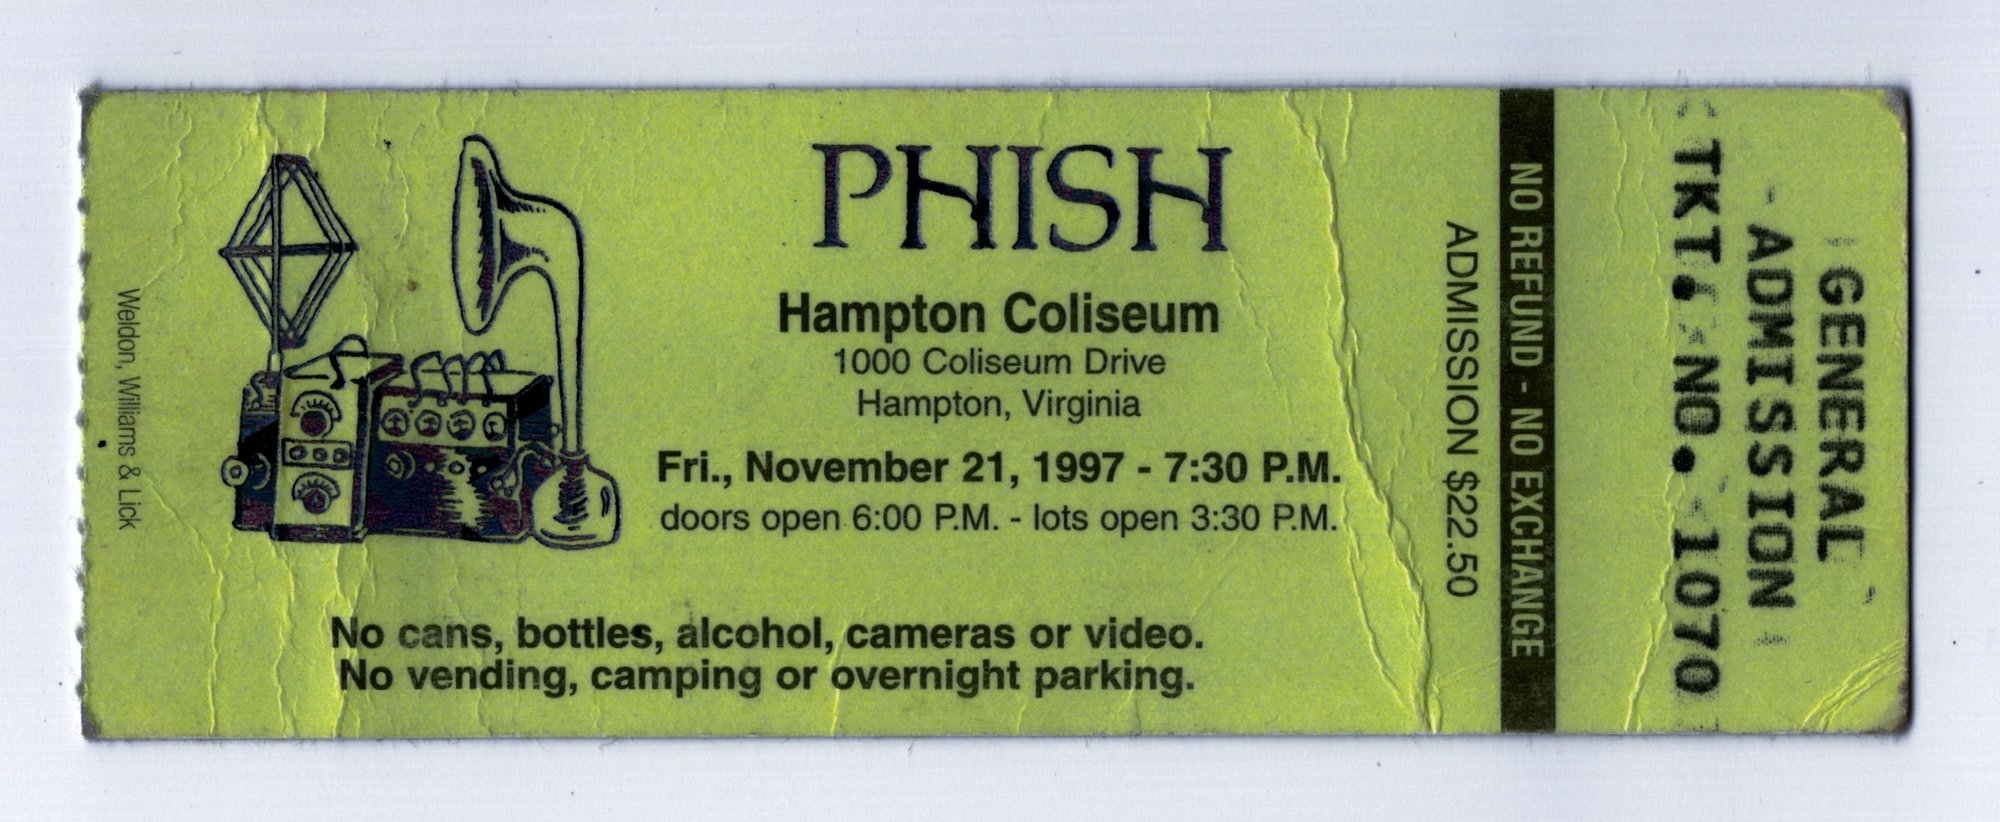 Weldon, Williams & Lick
PHISH
Hampton Coliseum
1000 Coliseum Drive
Hampton, Virginia
Fri., November 21, 1997 - 7:30 P.M.
doors open 6:00 P.M. - lots open 3:30 P.M.
No cans, bottles, alcohol, cameras or video.
No vending, camping or overnight parking.
ADMISSION $22.50
NO REFUND - NO EXCHANGE
GENERAL
ADMISSION
TKT. NO. 1070